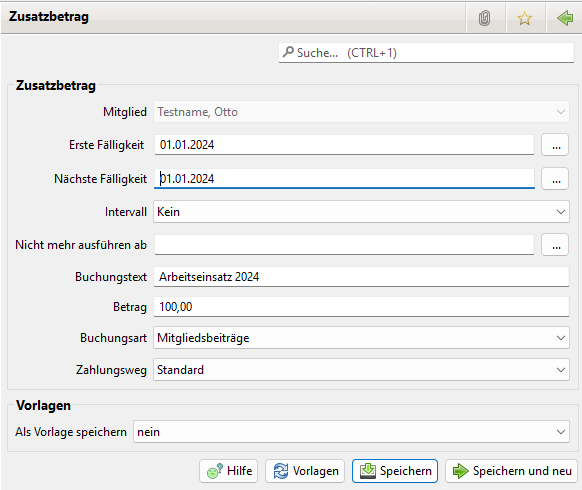 Zusatzbetrag
Suche... (CTRL+1)
Zusatzbetrag
Mitglied Testname, Otto
Erste Fälligkeit 01.01.2024 ...
Nächste Fälligkeit 01.01.2024 ...
Intervall Kein
Nicht mehr ausführen ab ...
Buchungstext Arbeitseinsatz 2024
Betrag 100,00
Buchungsart Mitgliedsbeiträge
Zahlungsweg Standard
Vorlagen
Als Vorlage speichern nein
Hilfe Vorlagen Speichern Speichern und neu